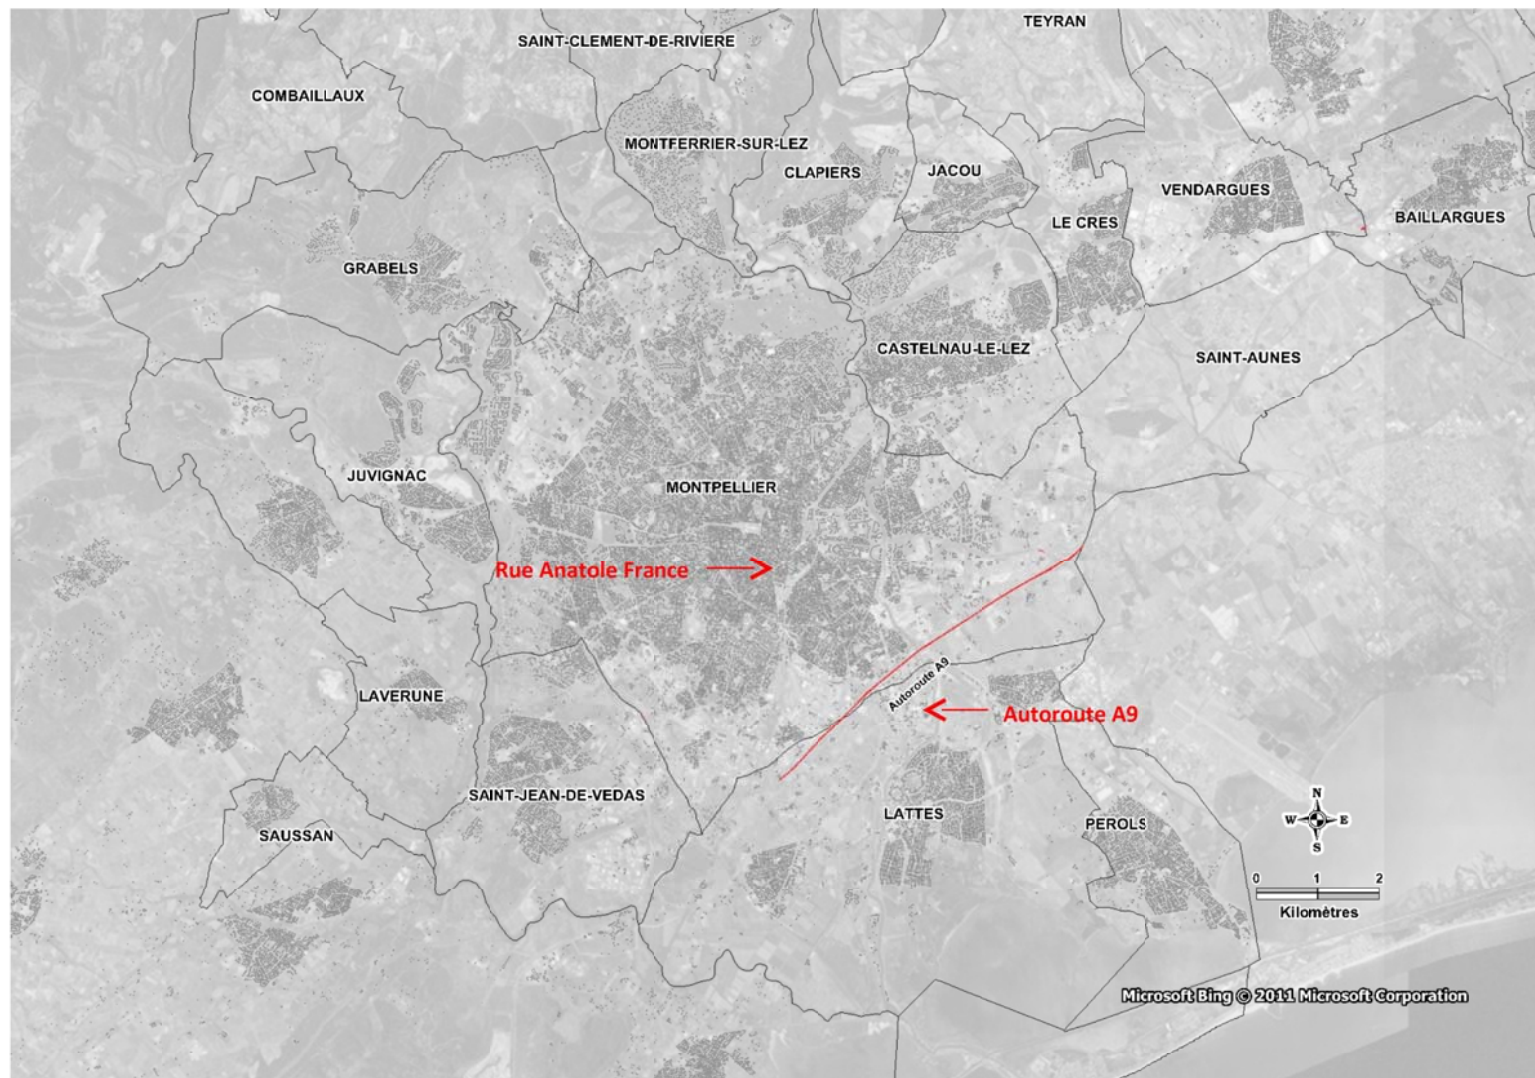 TEYRAN
SAINT-CLEMENT-DE-RIVIERE
COMBAILLAUX
MONTFERRIER-SUR-LEZ
CLAPIERS
JACOU
VENDARGUES
LE CRES
BAILLARGUES
GRABELS
CASTELNAU-LE-LEZ
SAINT-AUNES
JUVIGNAC
MONTPELLIER
Rue Anatole France
Autoroute A9
LAVERUNE
Autoroute A9
SAINT-JEAN-DE-VEDAS
N
W E
S
LATTES
PEROLS
SAUSSAN
0 1 2
Kilomètres
Microsoft Bing © 2011 Microsoft Corporation